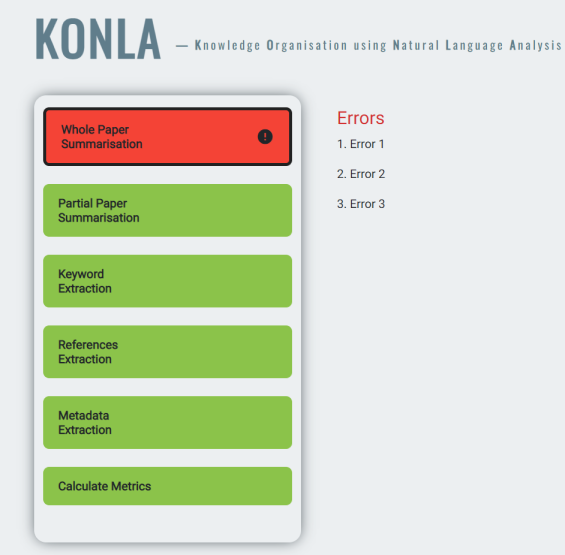 KONLA — Knowledge Organisation using Natural Language Analysis
Whole Paper
Summarisation
Partial Paper
Summarisation
Keyword
Extraction
References
Extraction
Metadata
Extraction
Calculate Metrics
Errors
1. Error 1
2. Error 2
3. Error 3